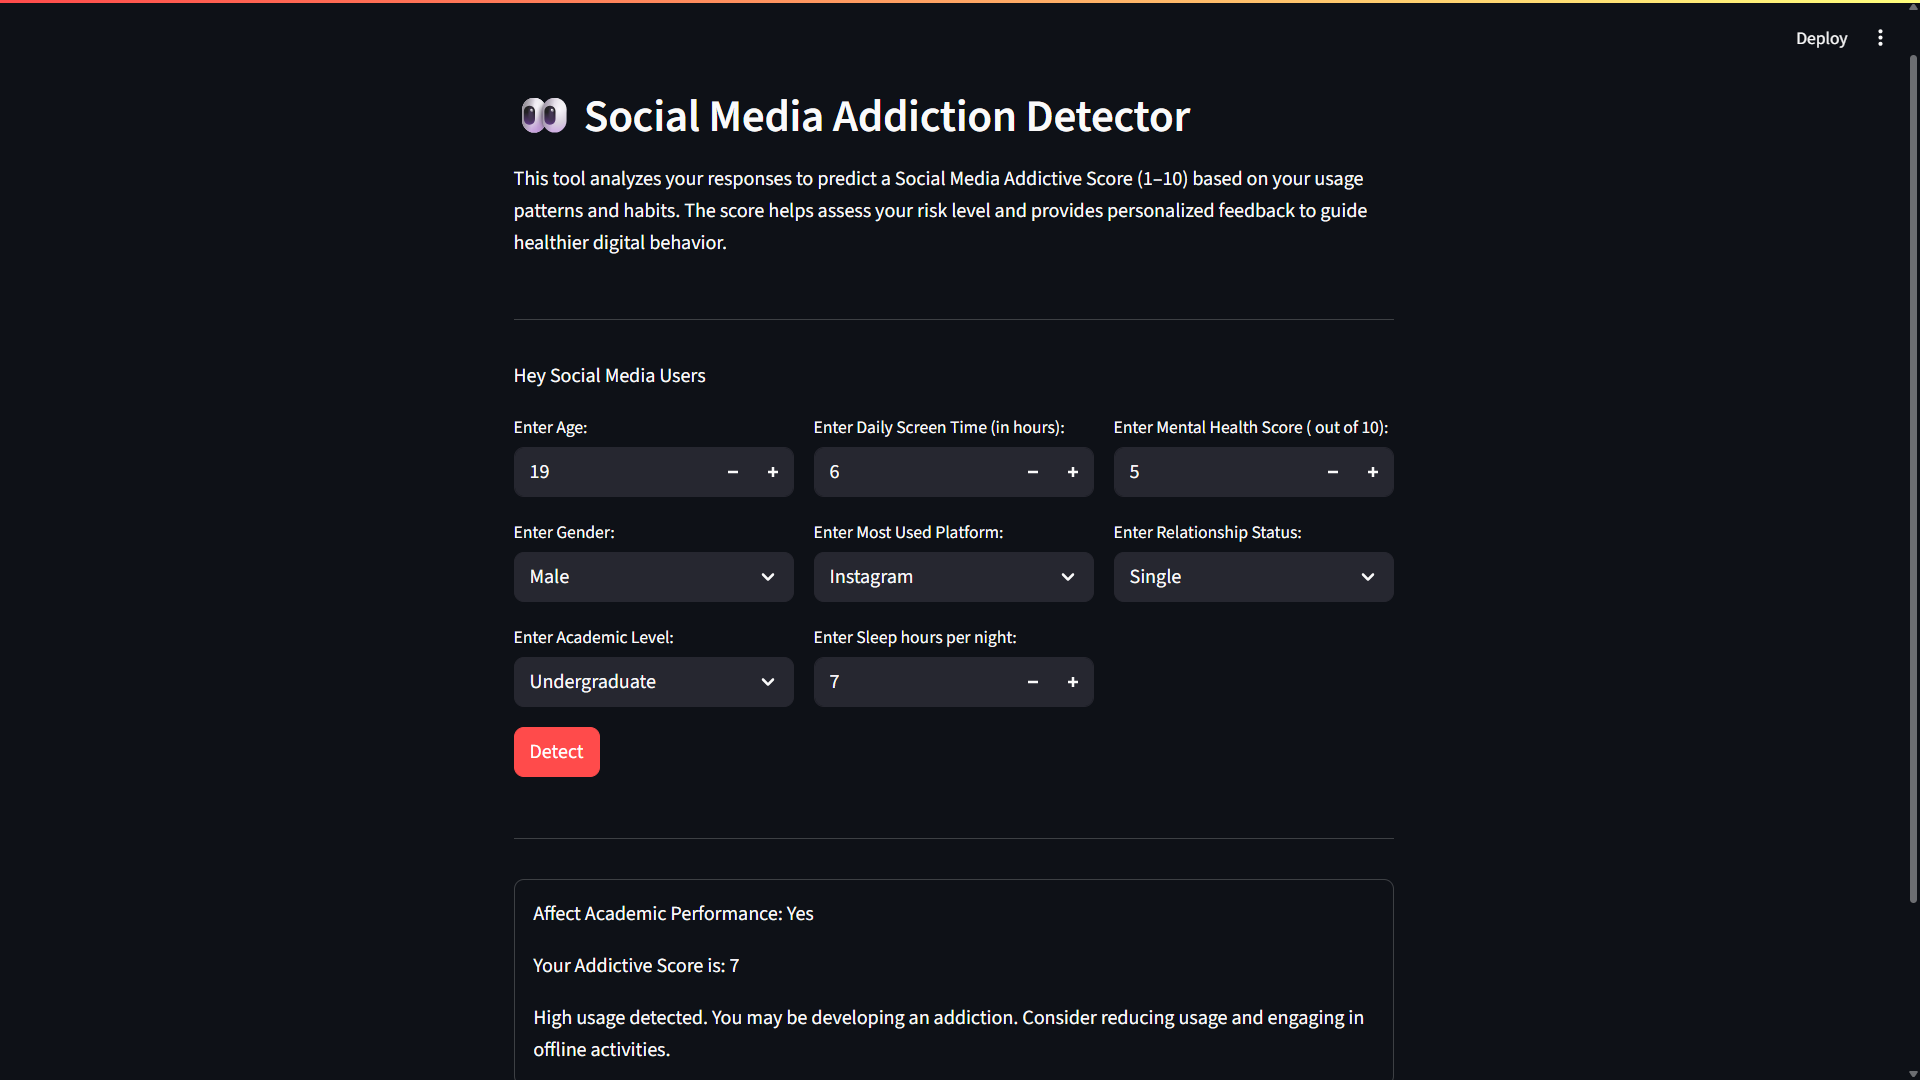 Deploy
Social Media Addiction Detector
This tool analyzes your responses to predict a Social Media Addictive Score (1–10) based on your usage
patterns and habits. The score helps assess your risk level and provides personalized feedback to guide
healthier digital behavior.
Hey Social Media Users
Enter Age:
Enter Daily Screen Time (in hours):
Enter Mental Health Score ( out of 10):
19
6
5
Enter Gender:
Enter Most Used Platform:
Enter Relationship Status:
Male
Instagram
Single
Enter Academic Level:
Enter Sleep hours per night:
Undergraduate
7
Detect
Affect Academic Performance: Yes
Your Addictive Score is: 7
High usage detected. You may be developing an addiction. Consider reducing usage and engaging in
offline activities.